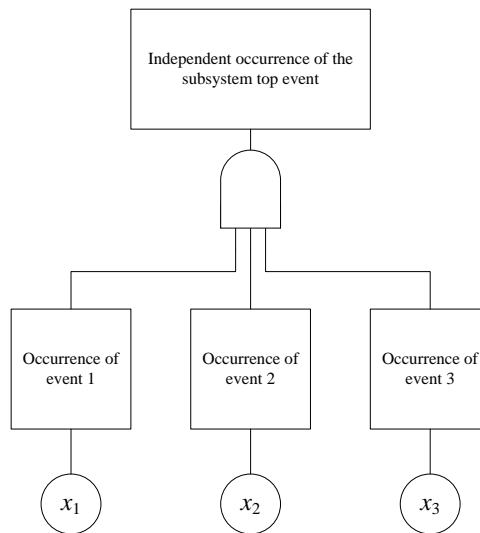 Independent occurrence of the
subsystem top event
Occurrence of
event 1
Occurrence of
event 2
Occurrence of
event 3
x₁
x₂
x₃